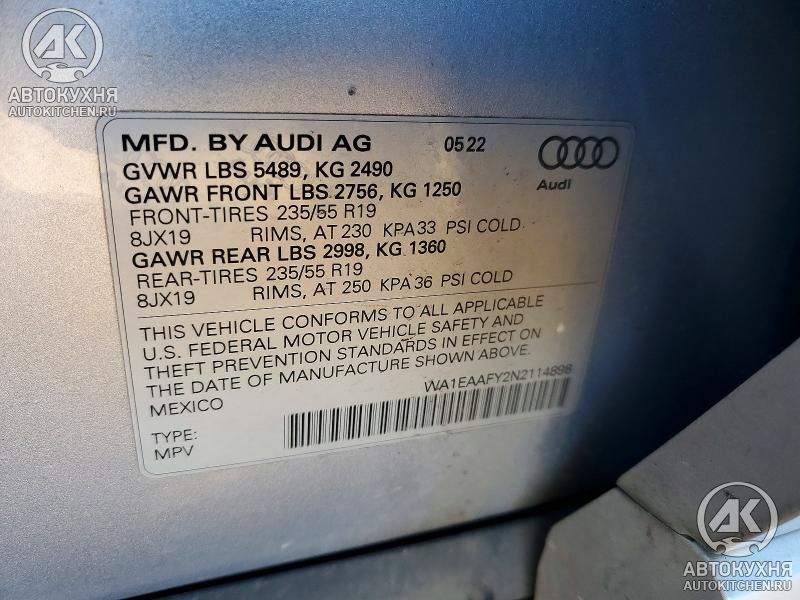 AK
АВТОКУХНЯ
AUTOKITCHEN.RU
MFD. BY AUDI AG 05 22
GVWR LBS 5489, KG 2490
GAWR FRONT LBS 2756, KG 1250
FRONT-TIRES 235/55 R19
8JX19 RIMS, AT 230 KPA 33 PSI COLD
GAWR REAR LBS 2998, KG 1360
REAR-TIRES 235/55 R19
8JX19 RIMS, AT 250 KPA 36 PSI COLD
Audi
THIS VEHICLE CONFORMS TO ALL APPLICABLE
U.S. FEDERAL MOTOR VEHICLE SAFETY AND
THEFT PREVENTION STANDARDS IN EFFECT ON
THE DATE OF MANUFACTURE SHOWN ABOVE.
MEXICO WA1EAAFY2N2114898
TYPE:
MPV
AK
АВТОКУХНЯ
AUTOKITCHEN.RU